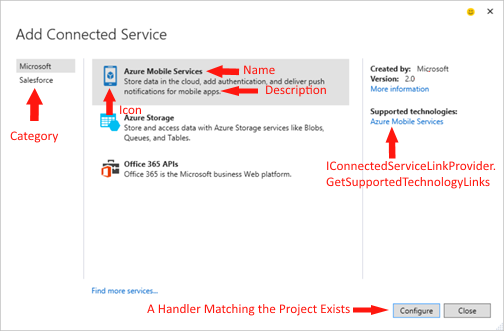 Add Connected Service
Microsoft
Salesforce
Category
Azure Mobile Services
Name
Store data in the cloud, add authentication, and deliver push
notifications for mobile apps.
Description
Icon
Azure Storage
Store and access data with Azure Storage services like Blobs,
Queues, and Tables.
Office 365 APIs
Office 365 is the Microsoft business Web platform.
Created by: Microsoft
Version: 2.0
More information
Supported technologies:
Azure Mobile Services
IConnectedServiceLinkProvider.
GetSupportedTechnologyLinks
Find more services...
A Handler Matching the Project Exists
Configure
Close